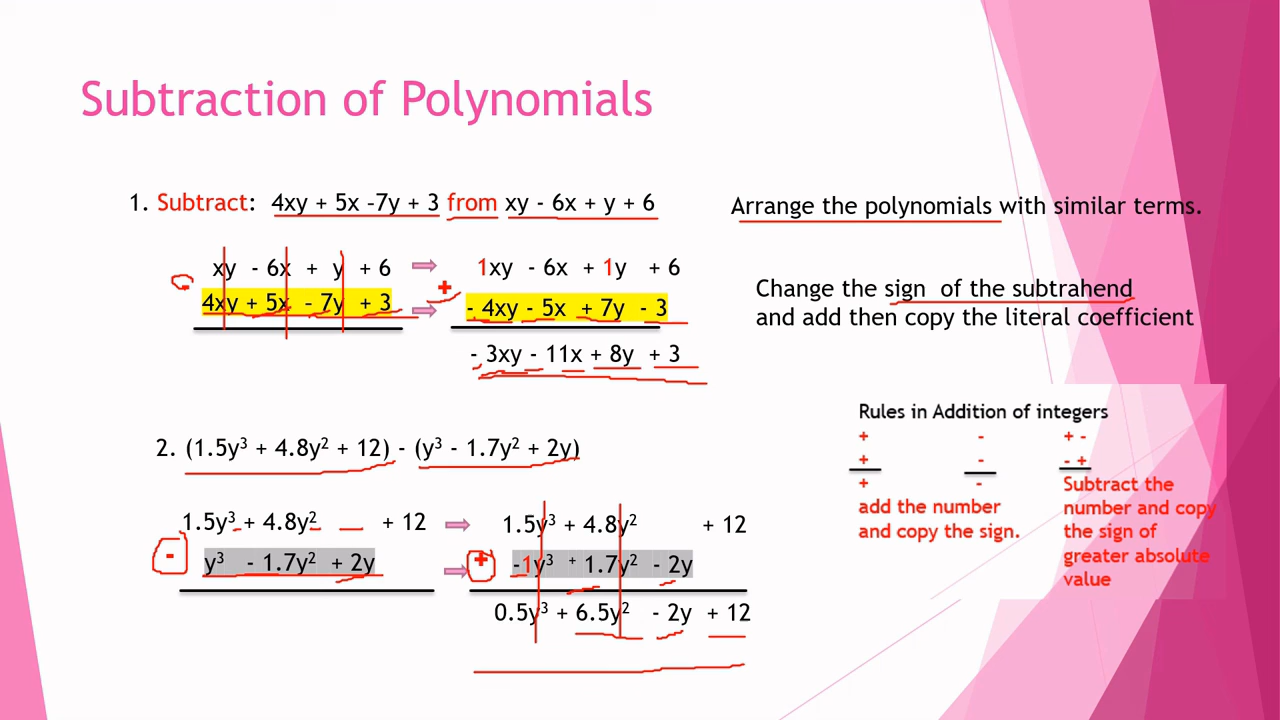 Subtraction of Polynomials
1. Subtract: 4xy + 5x -7y + 3 from xy - 6x + y + 6
Arrange the polynomials with similar terms.
xy - 6x + y + 6
1xy - 6x + 1y + 6
-
4xy + 5x - 7y + 3
+
- 4xy - 5x + 7y - 3
- 3xy - 11x + 8y + 3
Change the sign of the subtrahend
and add then copy the literal coefficient
2. (1.5y³ + 4.8y² + 12) - (y³ - 1.7y² + 2y)
1.5y³ + 4.8y² + 12
1.5y³ + 4.8y² + 12
-
y³ - 1.7y² + 2y
+
-1y³ + 1.7y² - 2y
0.5y³ + 6.5y² - 2y + 12
Rules in Addition of integers
+ - + -
+ - - +
+ -
add the number
and copy the sign.
Subtract the
number and copy
the sign of
greater absolute
value